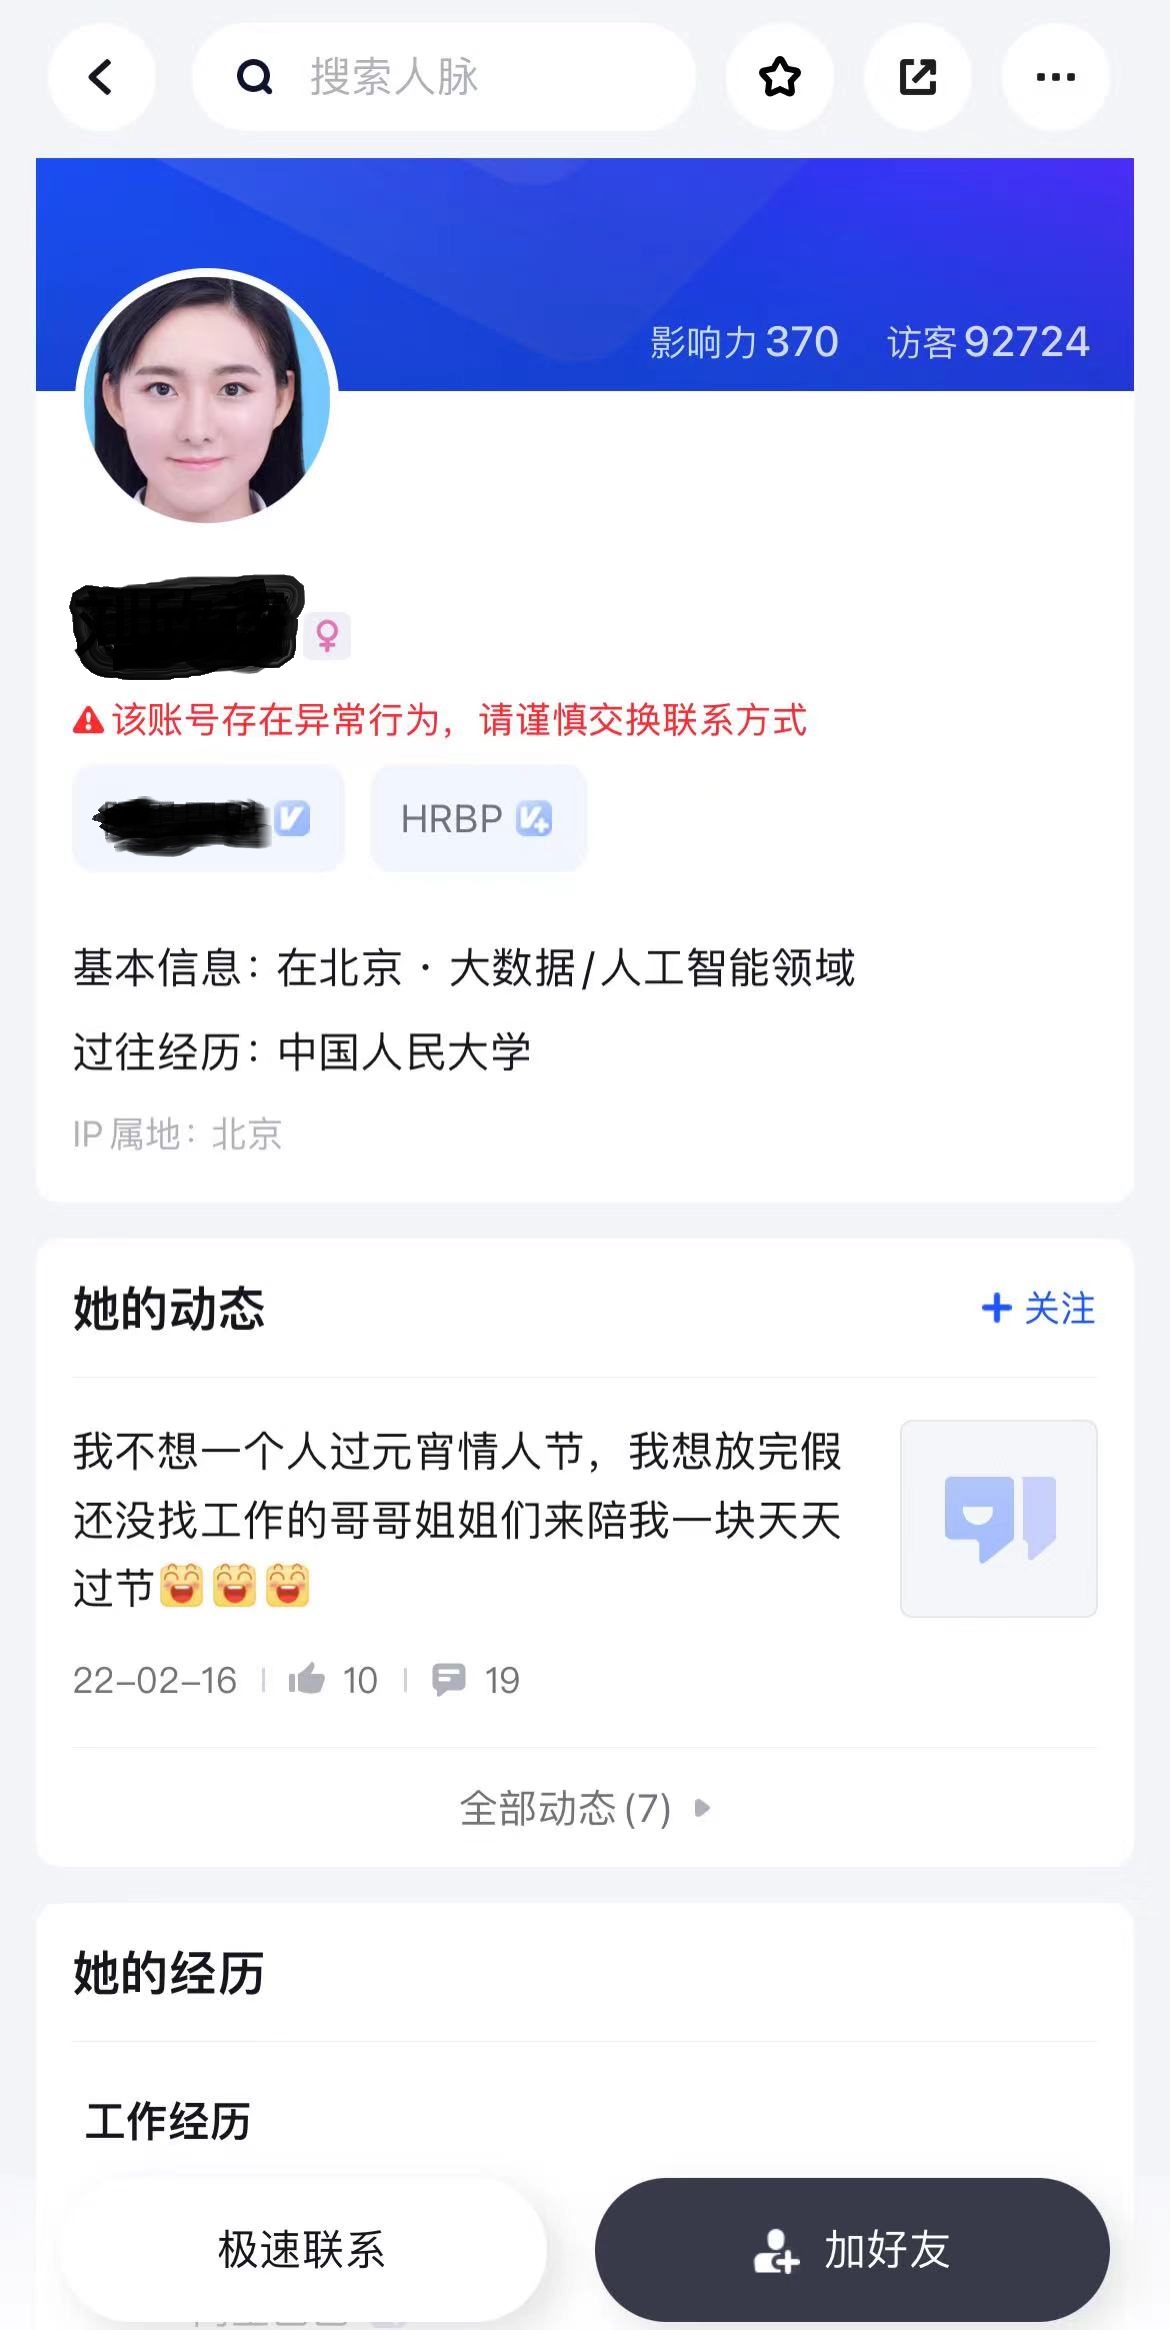 搜索人脉
影响力 370 访客 92724
该账号存在异常行为，请谨慎交换联系方式
HRBP
基本信息：在北京 · 大数据/人工智能领域
过往经历：中国人民大学
IP 属地：北京
她的动态
+ 关注
我不想一个人过元宵情人节，我想放完假
还没找工作的哥哥姐姐们来陪我一块天天
过节😄😄😄
22-02-16 | 10 | 19
全部动态 (7)
她的经历
工作经历
极速联系
加好友